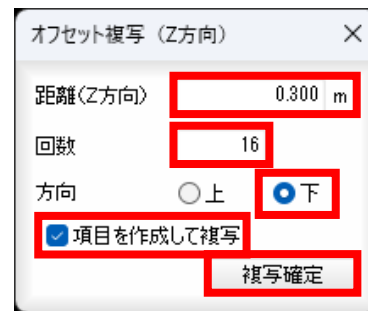 オフセット複写（Z方向）
距離(Z方向) 0.300 m
回数 16
方向 上 下
項目を作成して複写
複写確定